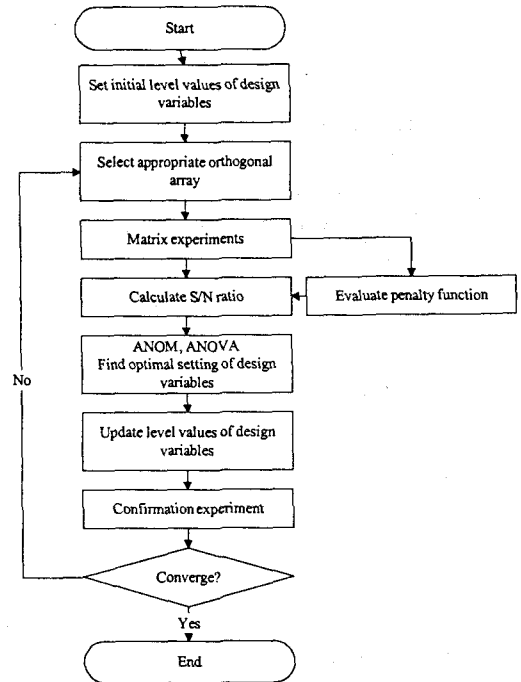 Start
Set initial level values of design
variables
Select appropriate orthogonal
array
Matrix experiments
Calculate S/N ratio
Evaluate penalty function
ANOM, ANOVA
Find optimal setting of design
variables
No
Update level values of design
variables
Confirmation experiment
Converge?
Yes
End